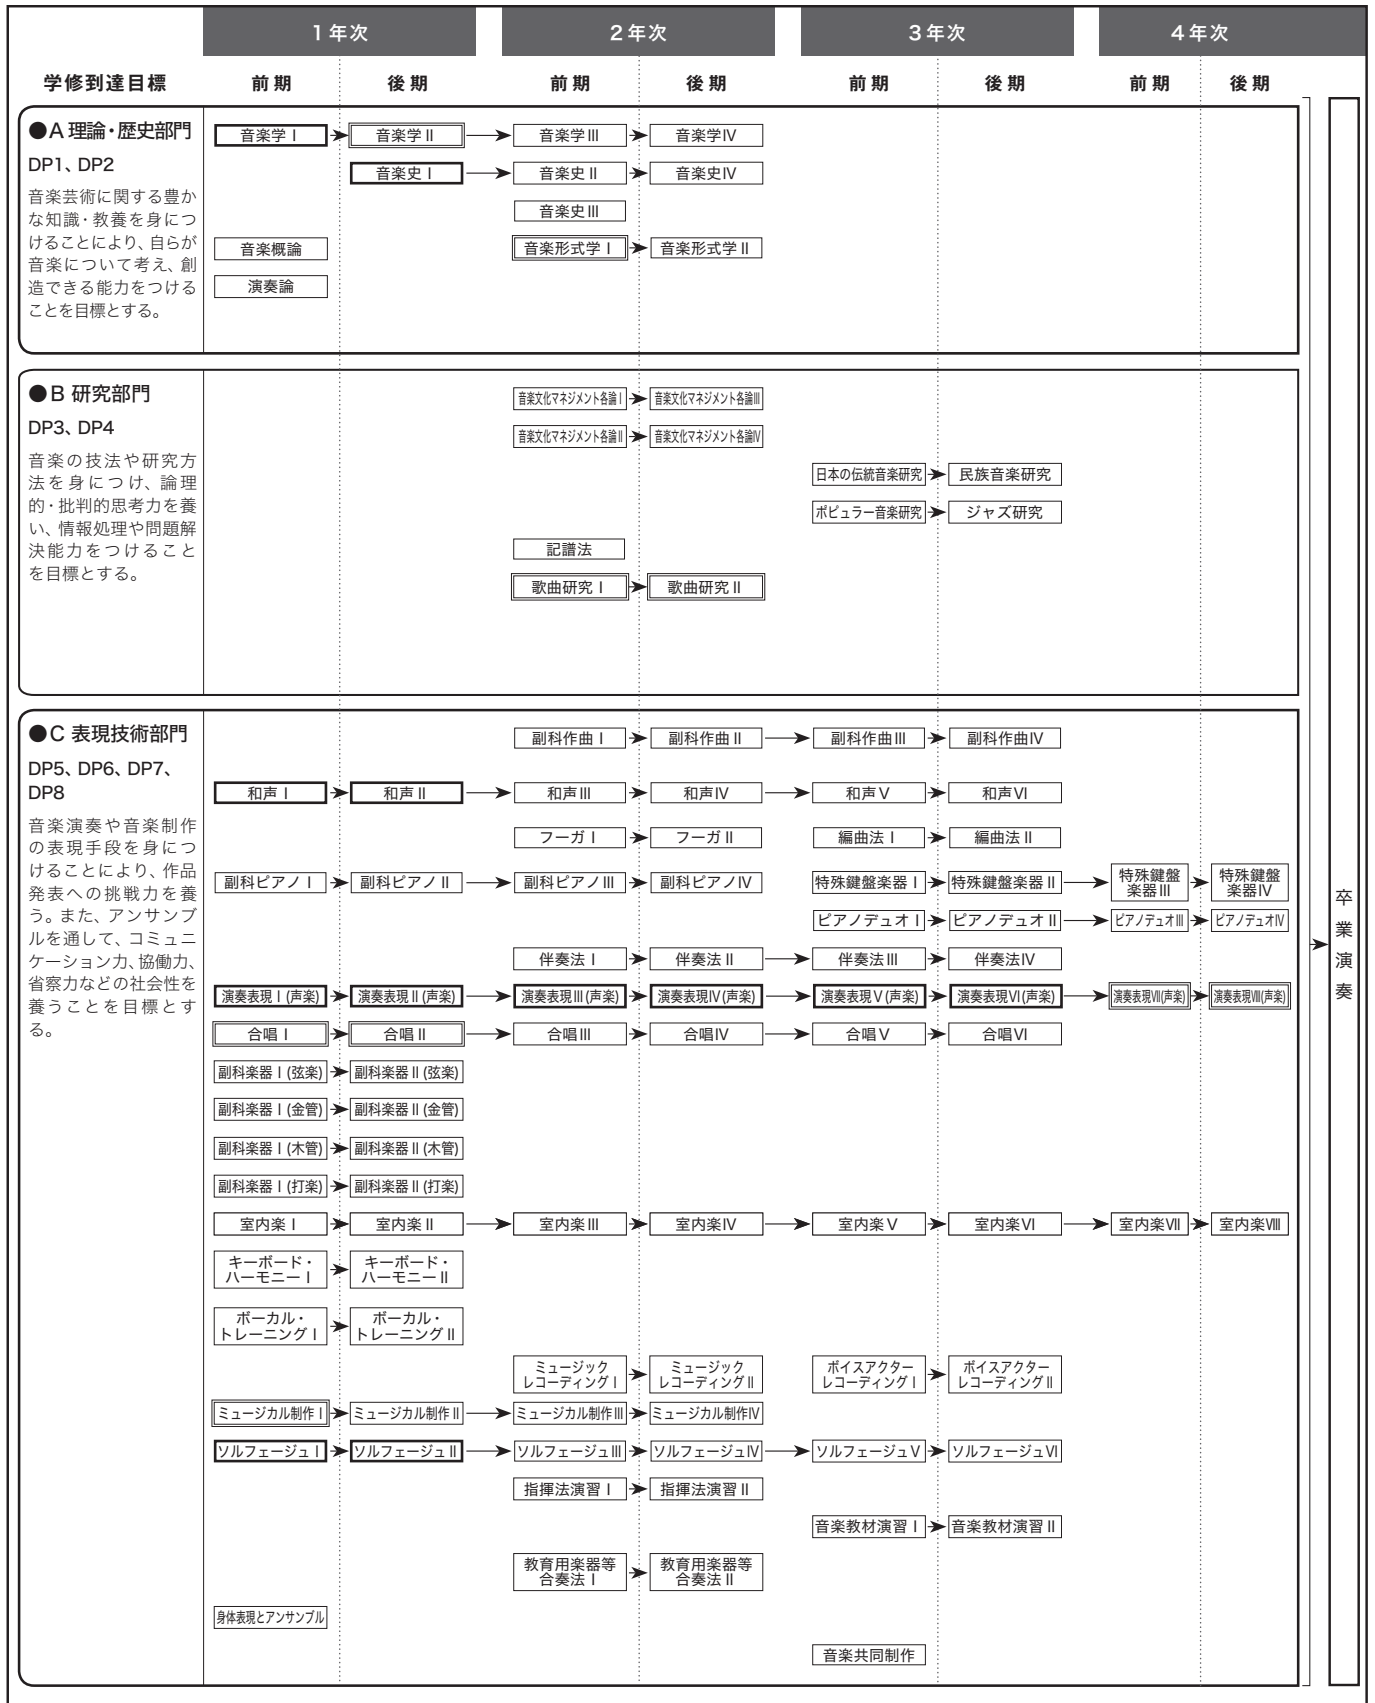 1年次 2年次 3年次 4年次
学修到達目標 前期 後期 前期 後期 前期 後期 前期 後期
●A 理論・歴史部門
DP1、DP2
音楽芸術に関する豊か
な知識・教養を身につ
けることにより、自らが
音楽について考え、創
造できる能力をつける
ことを目標とする。
音楽学Ⅰ 音楽学Ⅱ 音楽学Ⅲ 音楽学Ⅳ
音楽史Ⅰ 音楽史Ⅱ 音楽史Ⅳ
音楽史Ⅲ
音楽概論 音楽形式学Ⅰ 音楽形式学Ⅱ
演奏論
●B 研究部門
DP3、DP4
音楽の技法や研究方
法を身につけ、論理
的・批判的思考力を養
い、情報処理や問題解
決能力をつけること
を目標とする。
音楽文化マネジメント各論Ⅰ 音楽文化マネジメント各論Ⅲ
音楽文化マネジメント各論Ⅱ 音楽文化マネジメント各論Ⅳ
日本の伝統音楽研究 民族音楽研究
ポピュラー音楽研究 ジャズ研究
記譜法
歌曲研究Ⅰ 歌曲研究Ⅱ
●C 表現技術部門
DP5、DP6、DP7、
DP8
音楽演奏や音楽制作
の表現手段を身につ
けることにより、作品
発表への挑戦力を養
う。また、アンサンブ
ルを通して、コミュニ
ケーション力、協働力、
省察力などの社会性を
養うことを目標とす
る。
副科作曲Ⅰ 副科作曲Ⅱ 副科作曲Ⅲ 副科作曲Ⅳ
和声Ⅰ 和声Ⅱ 和声Ⅲ 和声Ⅳ 和声Ⅴ 和声Ⅵ
フーガⅠ フーガⅡ 編曲法Ⅰ 編曲法Ⅱ
副科ピアノⅠ 副科ピアノⅡ 副科ピアノⅢ 副科ピアノⅣ 特殊鍵盤楽器Ⅰ 特殊鍵盤楽器Ⅱ
特殊鍵盤
楽器Ⅲ
特殊鍵盤
楽器Ⅳ
ピアノデュオⅠ ピアノデュオⅡ ピアノデュオⅢ ピアノデュオⅣ
伴奏法Ⅰ 伴奏法Ⅱ 伴奏法Ⅲ 伴奏法Ⅳ
演奏表現Ⅰ(声楽) 演奏表現Ⅱ(声楽) 演奏表現Ⅲ(声楽) 演奏表現Ⅳ(声楽) 演奏表現Ⅴ(声楽) 演奏表現Ⅵ(声楽) 演奏表現Ⅶ(声楽) 演奏表現Ⅷ(声楽)
合唱Ⅰ 合唱Ⅱ 合唱Ⅲ 合唱Ⅳ 合唱Ⅴ 合唱Ⅵ
副科楽器Ⅰ(弦楽) 副科楽器Ⅱ(弦楽)
副科楽器Ⅰ(金管) 副科楽器Ⅱ(金管)
副科楽器Ⅰ(木管) 副科楽器Ⅱ(木管)
副科楽器Ⅰ(打楽) 副科楽器Ⅱ(打楽)
室内楽Ⅰ 室内楽Ⅱ 室内楽Ⅲ 室内楽Ⅳ 室内楽Ⅴ 室内楽Ⅵ 室内楽Ⅶ 室内楽Ⅷ
キーボード・
ハーモニーⅠ
キーボード・
ハーモニーⅡ
ボーカル・
トレーニングⅠ
ボーカル・
トレーニングⅡ
ミュージック
レコーディングⅠ
ミュージック
レコーディングⅡ
ボイスアクター
レコーディングⅠ
ボイスアクター
レコーディングⅡ
ミュージカル制作Ⅰ ミュージカル制作Ⅱ ミュージカル制作Ⅲ ミュージカル制作Ⅳ
ソルフェージュⅠ ソルフェージュⅡ ソルフェージュⅢ ソルフェージュⅣ ソルフェージュⅤ ソルフェージュⅥ
指揮法演習Ⅰ 指揮法演習Ⅱ
音楽教材演習Ⅰ 音楽教材演習Ⅱ
教育用楽器等
合奏法Ⅰ
教育用楽器等
合奏法Ⅱ
身体表現とアンサンブル
音楽共同制作
卒業演奏